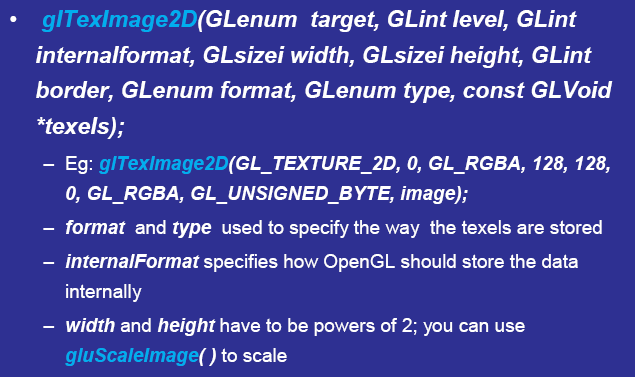 • glTexImage2D(GLenum target, GLint level, GLint
internalformat, GLsizei width, GLsizei height, GLint
border, GLenum format, GLenum type, const GLVoid
*texels);
– Eg: glTexImage2D(GL_TEXTURE_2D, 0, GL_RGBA, 128, 128,
0, GL_RGBA, GL_UNSIGNED_BYTE, image);
– format and type used to specify the way the texels are stored
– internalFormat specifies how OpenGL should store the data
internally
– width and height have to be powers of 2; you can use
gluScaleImage( ) to scale